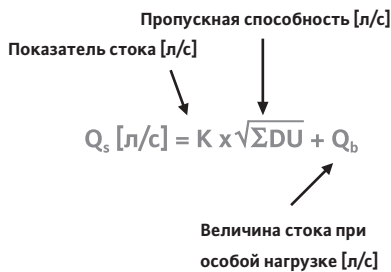 Пропускная способность [л/с]
Показатель стока [л/с]
Qs [л/с] = K x√ΣDU + Qb
Величина стока при
особой нагрузке [л/с]